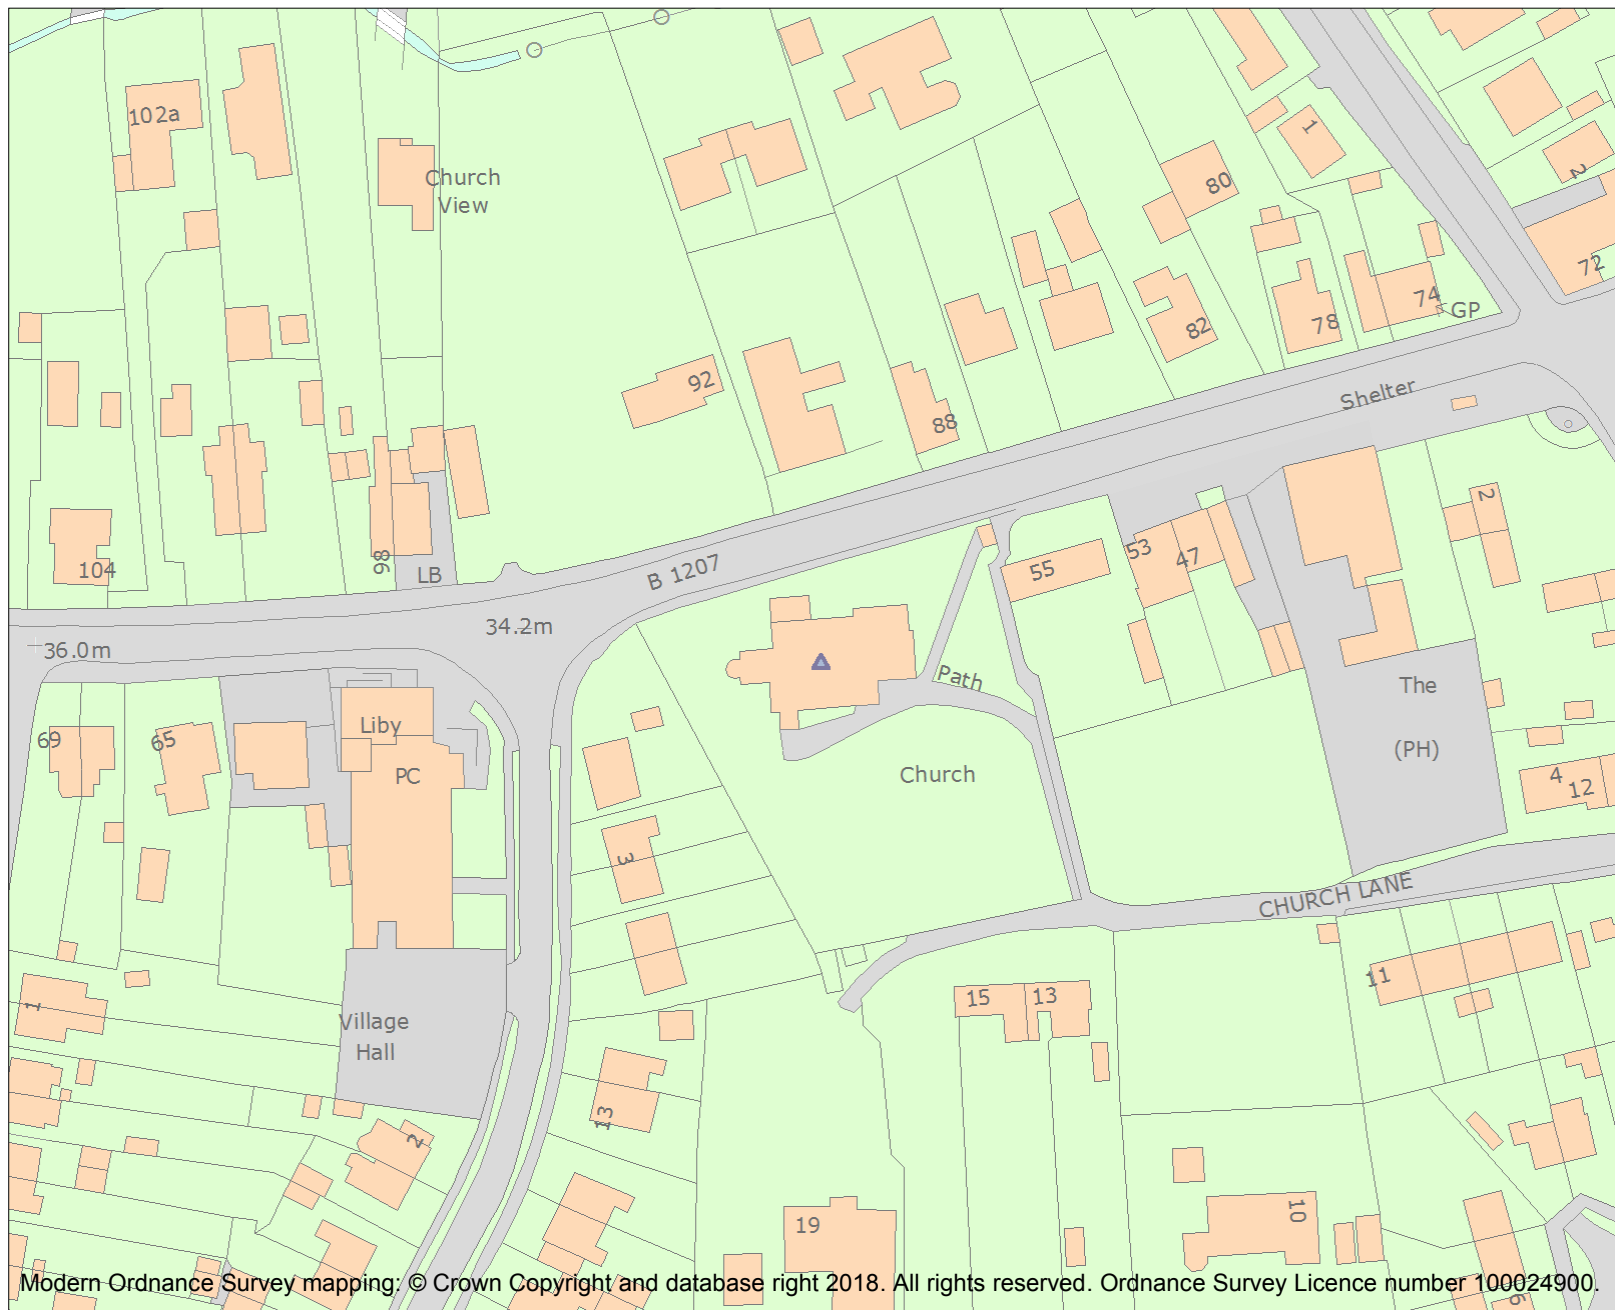 102a
Church
View
1
80
2
72
74
GP
78
82
92
88
Shelter
2
104
98
LB
B 1207
55
53
47
34.2m
36.0m
Path
The
(PH)
69
65
Liby
PC
Church
4
12
3
CHURCH LANE
11
15
13
1
Village
Hall
13
2
19
10
6
Modern Ordnance Survey mapping: © Crown Copyright and database right 2018. All rights reserved. Ordnance Survey Licence number 100024900.